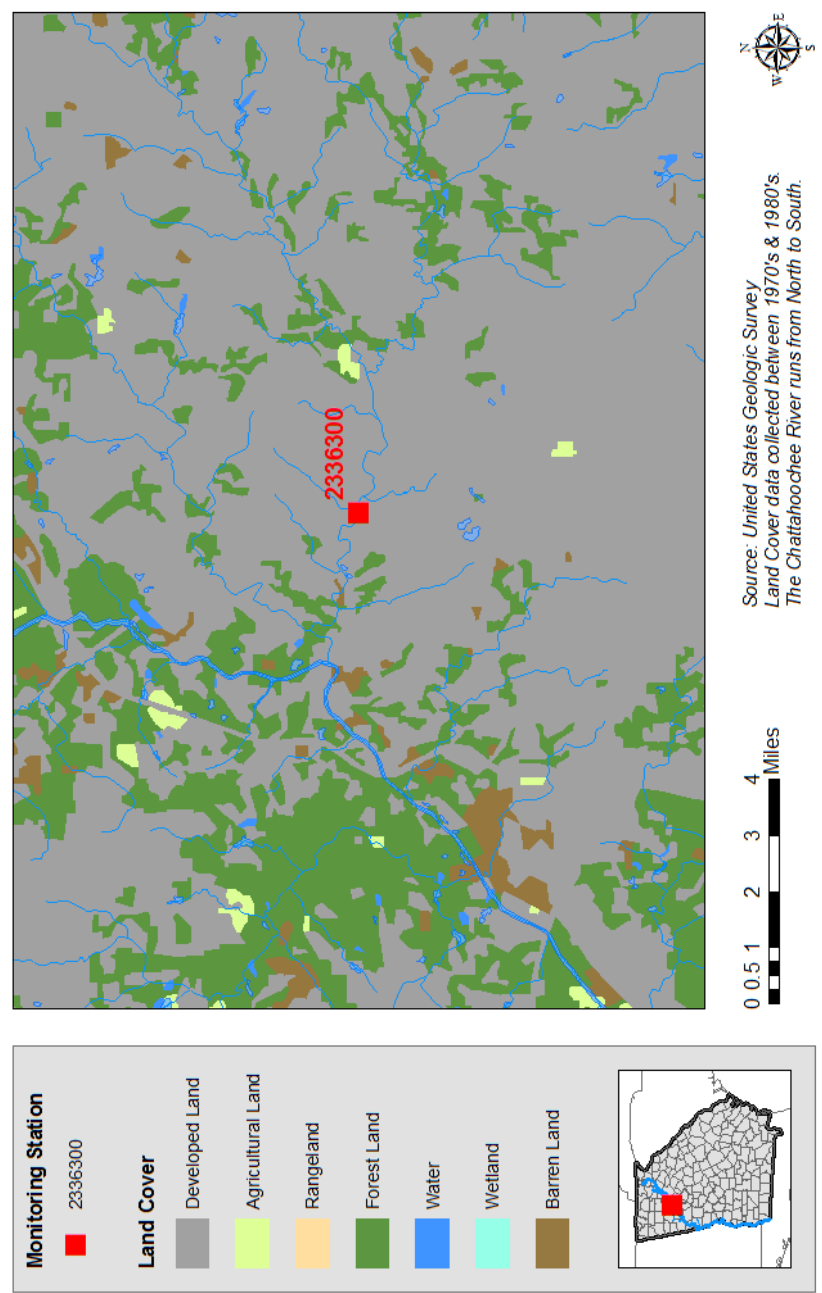 Monitoring Station
2336300
Land Cover
Developed Land
Agricultural Land
Rangeland
Forest Land
Water
Wetland
Barren Land
2336300
0 0.5 1 2 3 4
Miles
Source: United States Geologic Survey
Land Cover data collected between 1970's & 1980's.
The Chattahoochee River runs from North to South.
N
W E
S